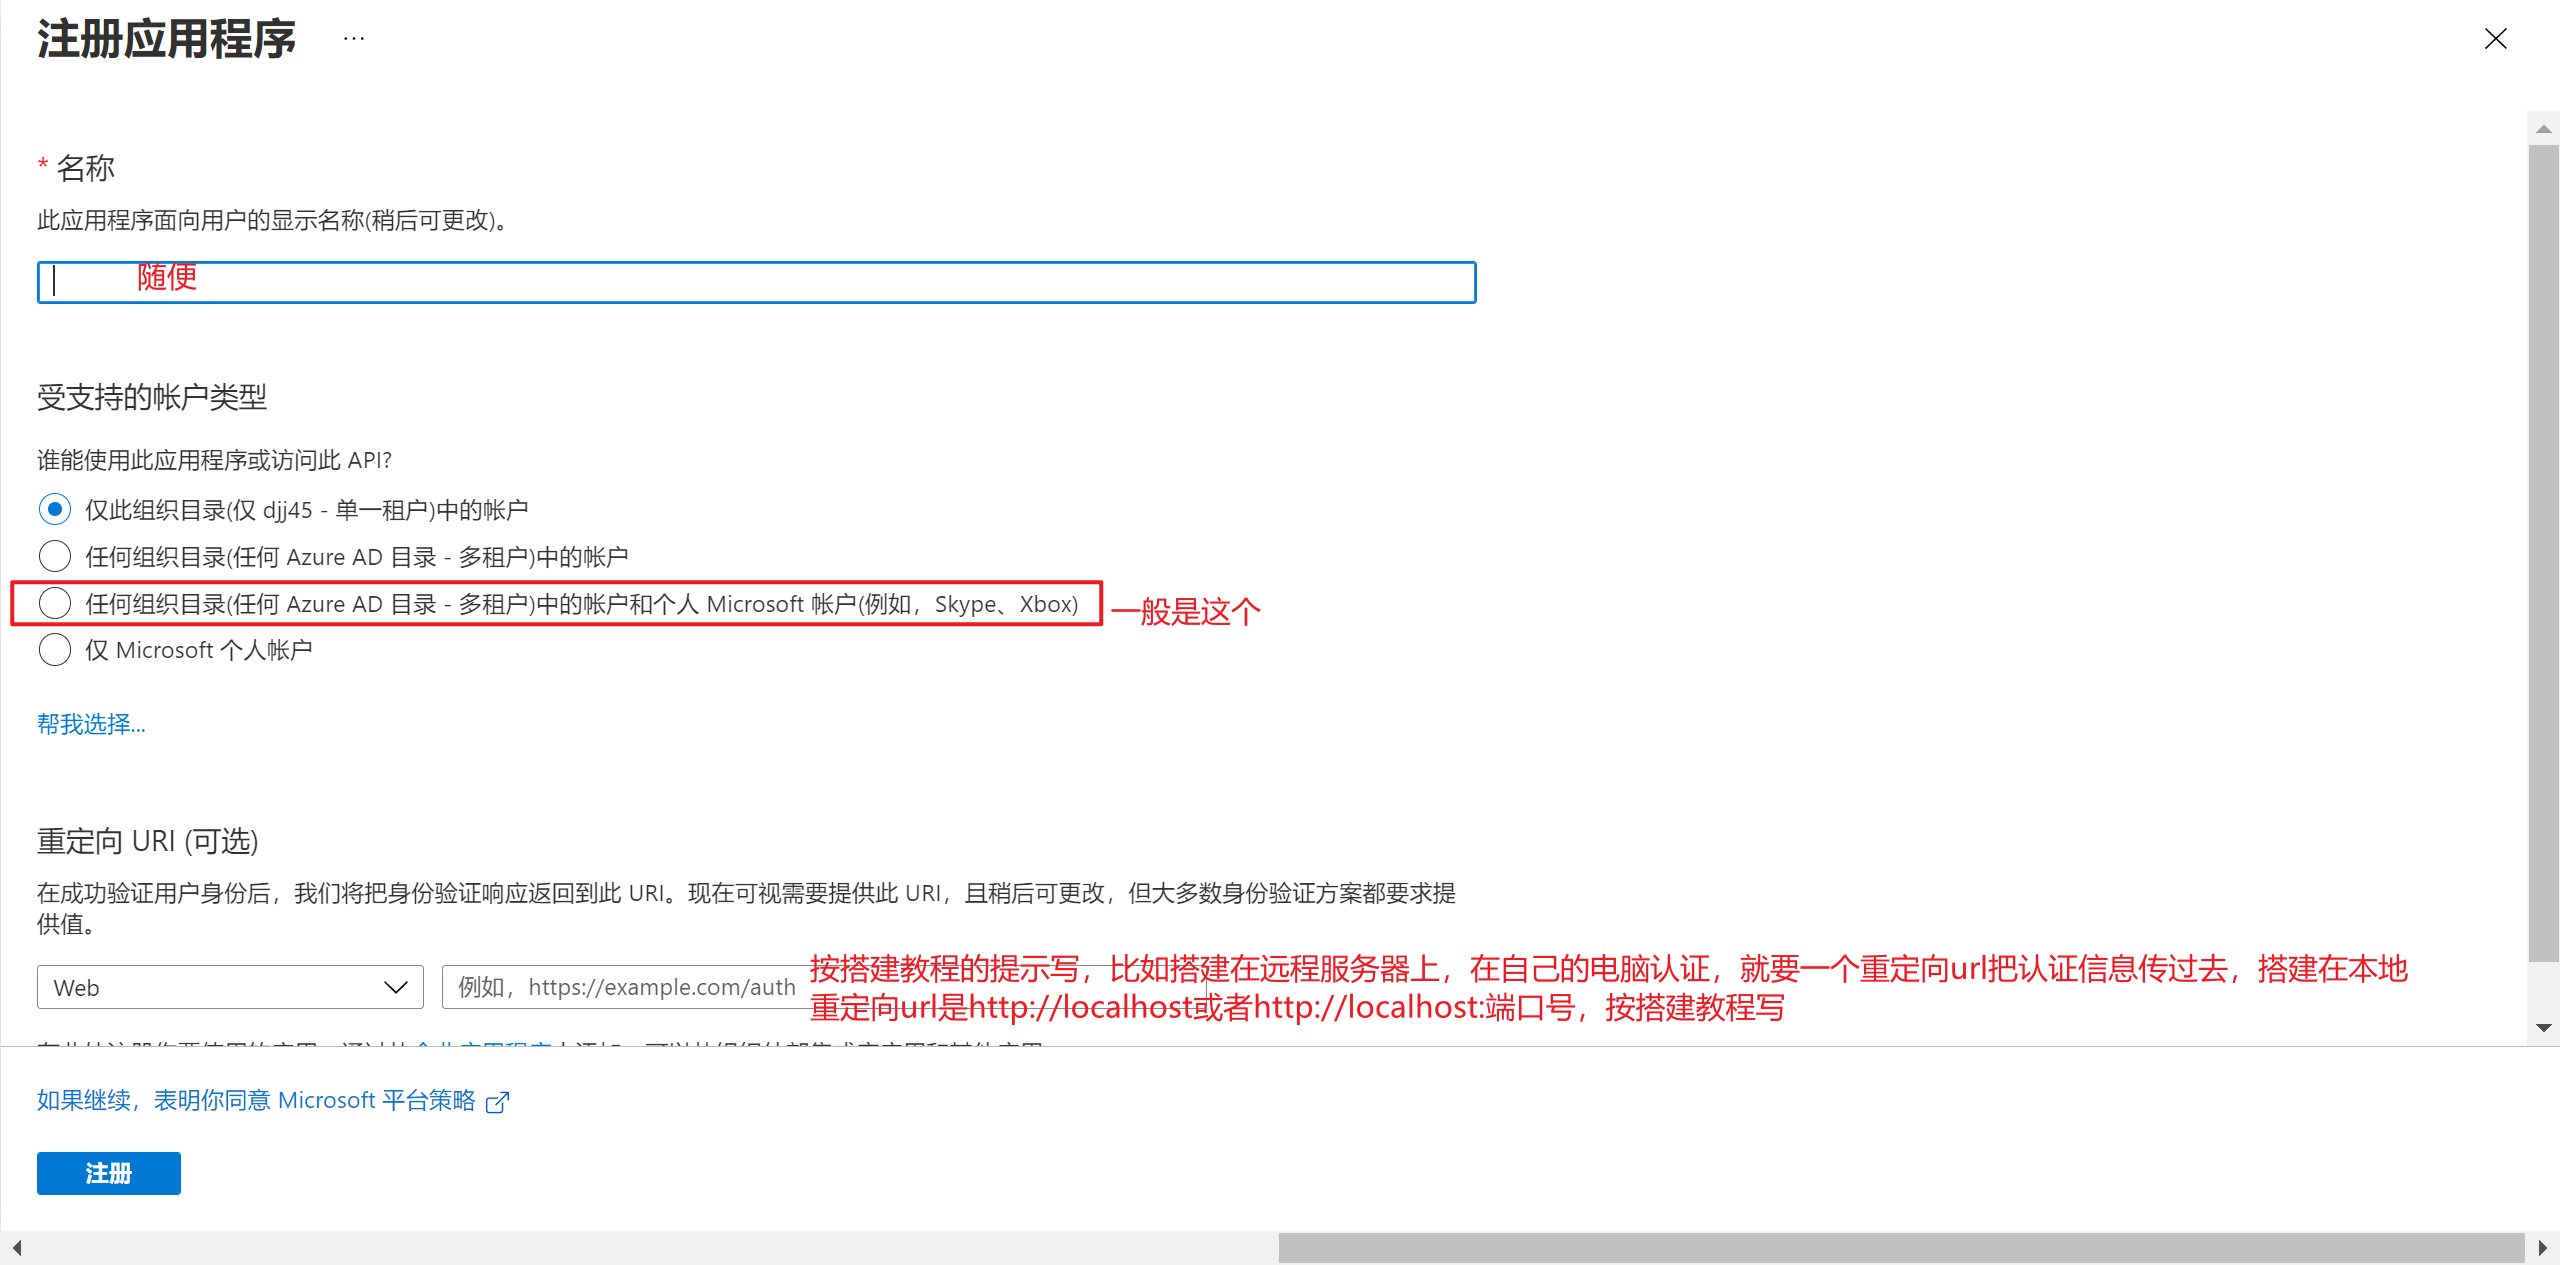 注册应用程序 ...
* 名称
此应用程序面向用户的显示名称(稍后可更改)。
随便
受支持的帐户类型
谁能使用此应用程序或访问此 API?
仅此组织目录(仅 djj45 - 单一租户)中的帐户
任何组织目录(任何 Azure AD 目录 - 多租户)中的帐户
任何组织目录(任何 Azure AD 目录 - 多租户)中的帐户和个人 Microsoft 帐户(例如，Skype、Xbox)
一般是这个
仅 Microsoft 个人帐户
帮我选择...
重定向 URI (可选)
在成功验证用户身份后，我们将把身份验证响应返回到此 URI。现在可视需要提供此 URI，且稍后可更改，但大多数身份验证方案都要求提
供值。
Web
例如，https://example.com/auth
按搭建教程的提示写，比如搭建在远程服务器上，在自己的电脑认证，就要一个重定向url把认证信息传过去，搭建在本地
重定向url是http://localhost或者http://localhost:端口号，按搭建教程写
如果继续，表明你同意 Microsoft 平台策略
注册